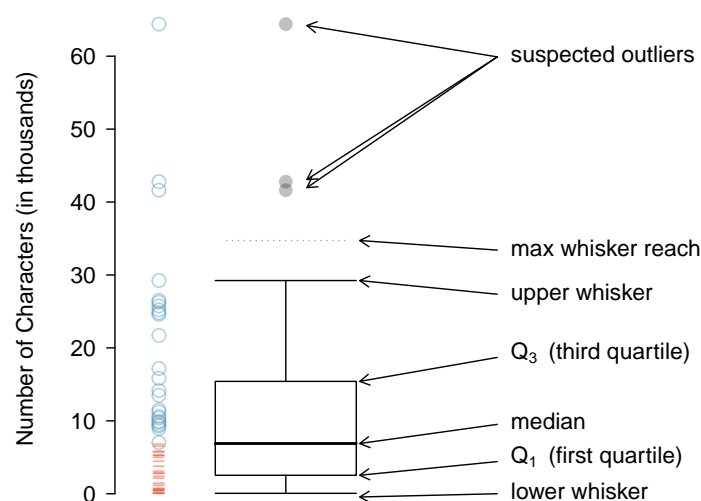 Number of Characters (in thousands)
60
50
40
30
20
10
0
suspected outliers
max whisker reach
upper whisker
Q3 (third quartile)
median
Q1 (first quartile)
lower whisker